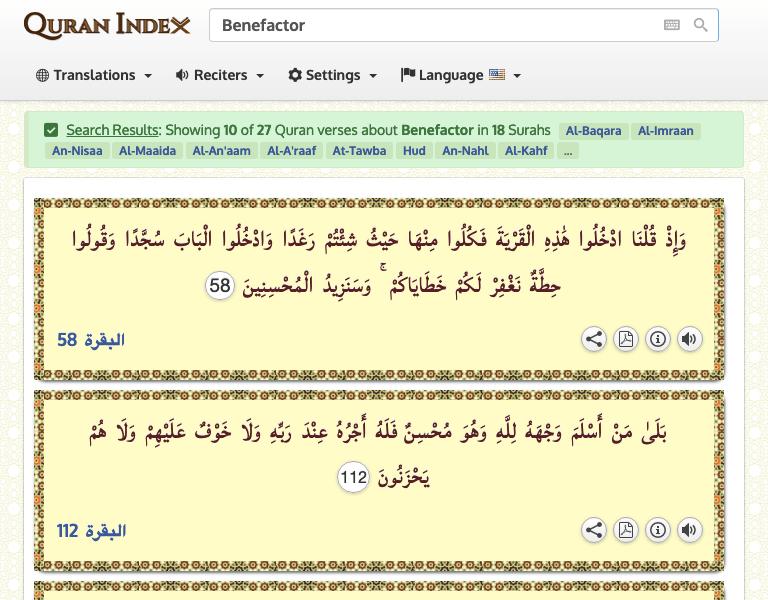 QURAN INDEX
Benefactor
Translations Reciters Settings Language
Search Results: Showing 10 of 27 Quran verses about Benefactor in 18 Surahs Al-Baqara Al-Imraan
An-Nisaa Al-Maaida Al-An'aam Al-A'raaf At-Tawba Hud An-Nahl Al-Kahf ...
وَإِذْ قُلْنَا ادْخُلُوا هَٰذِهِ الْقَرْيَةَ فَكُلُوا مِنْهَا حَيْثُ شِئْتُمْ رَغَدًا وَادْخُلُوا الْبَابَ سُجَّدًا وَقُولُوا
حِطَّةٌ نَغْفِرْ لَكُمْ خَطَايَاكُمْ ۚ وَسَنَزِيدُ الْمُحْسِنِينَ 58
البقرة 58
بَلَىٰ مَنْ أَسْلَمَ وَجْهَهُ لِلَّهِ وَهُوَ مُحْسِنٌ فَلَهُ أَجْرُهُ عِنْدَ رَبِّهِ وَلَا خَوْفٌ عَلَيْهِمْ وَلَا هُمْ
يَحْزَنُونَ 112
البقرة 112